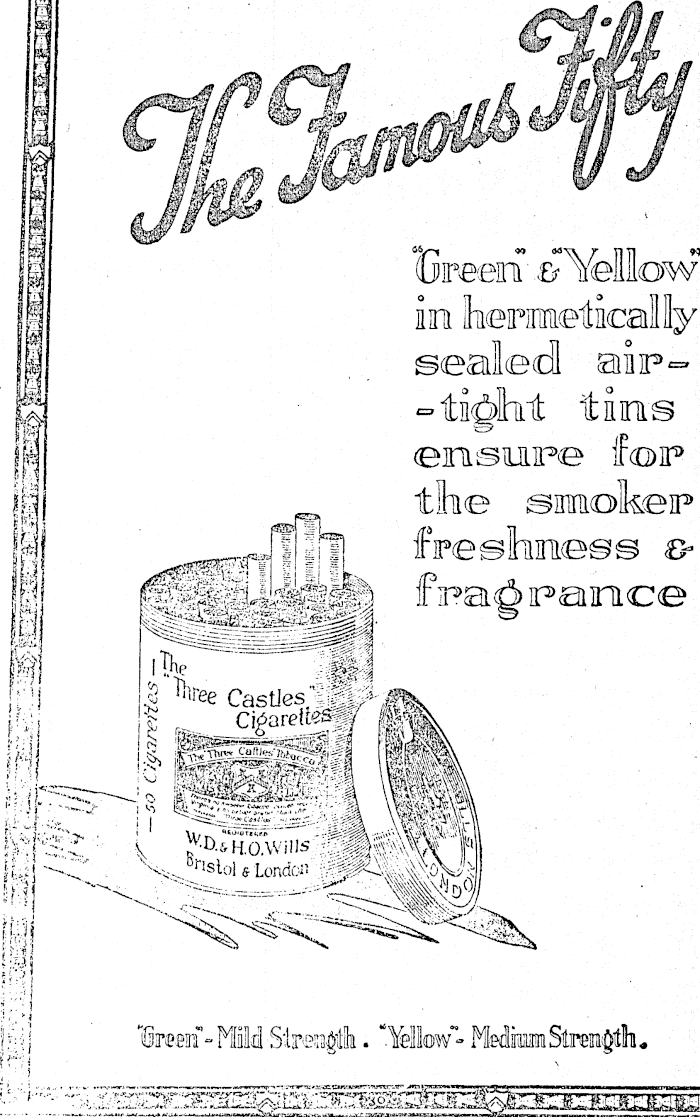 The Famous Fifty
"Green" & "Yellow"
in hermetically
sealed air-
-tight tins
ensure for
the smoker
freshness &
fragrance
— 50 Cigarettes —
The
"Three Castles"
Cigarettes
The Three Castles Tobacco
REGISTERED
W.D. & H.O. Wills
Bristol & London
WILLS
LONDON
"Green"- Mild Strength. "Yellow"- Medium Strength.